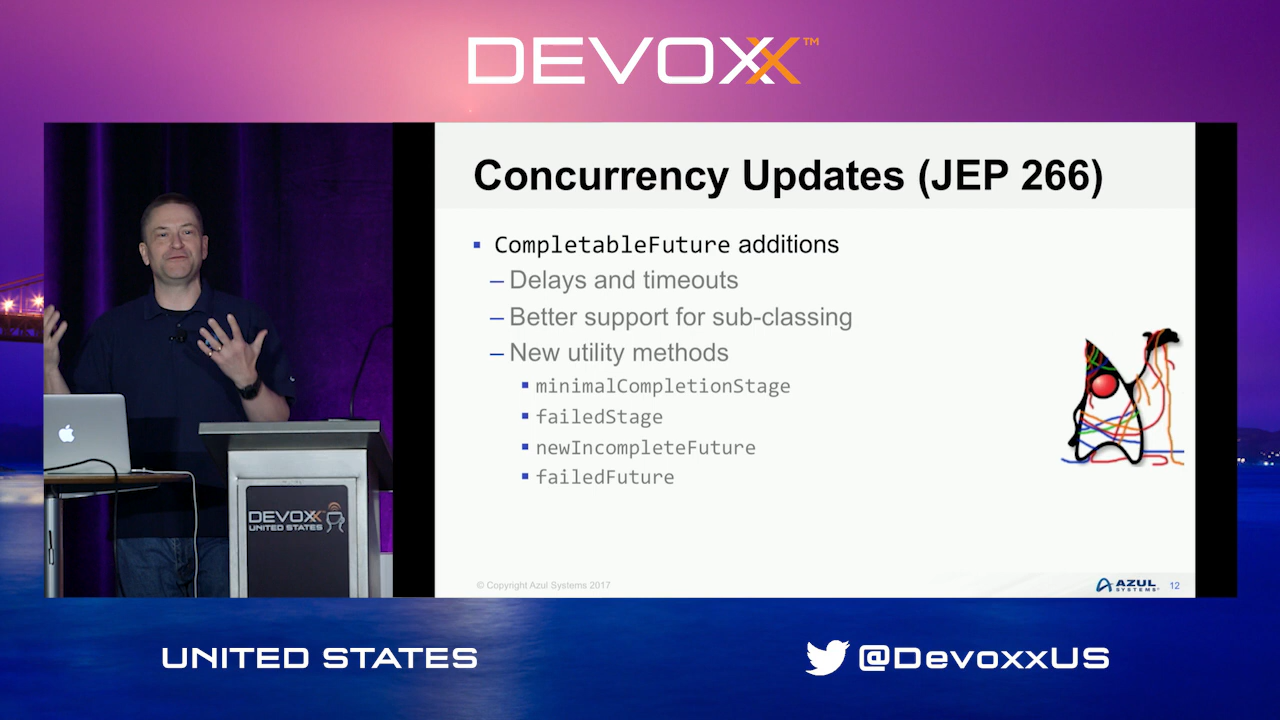 DEVOXX™
Concurrency Updates (JEP 266)
CompletableFuture additions
– Delays and timeouts
– Better support for sub-classing
– New utility methods
minimalCompletionStage
failedStage
newIncompleteFuture
failedFuture
© Copyright Azul Systems 2017
AZUL
SYSTEMS
12
DEVOXX
UNITED STATES
UNITED STATES
@DevoxxUS